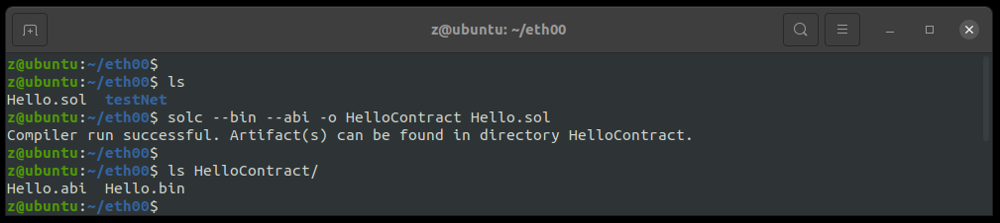 z@ubuntu: ~/eth00
z@ubuntu:~/eth00$
z@ubuntu:~/eth00$ ls
Hello.sol  testNet
z@ubuntu:~/eth00$ solc --bin --abi -o HelloContract Hello.sol
Compiler run successful. Artifact(s) can be found in directory HelloContract.
z@ubuntu:~/eth00$
z@ubuntu:~/eth00$ ls HelloContract/
Hello.abi  Hello.bin
z@ubuntu:~/eth00$